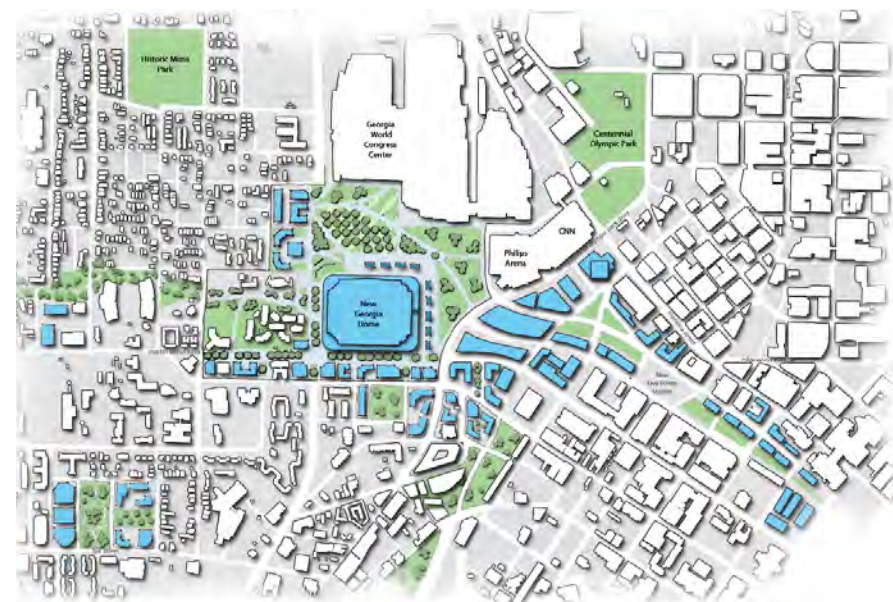 Historic Mims
Park
Georgia
World
Congress
Center
Centennial
Olympic Park
CNN
Philips
Arena
New
Georgia
Dome